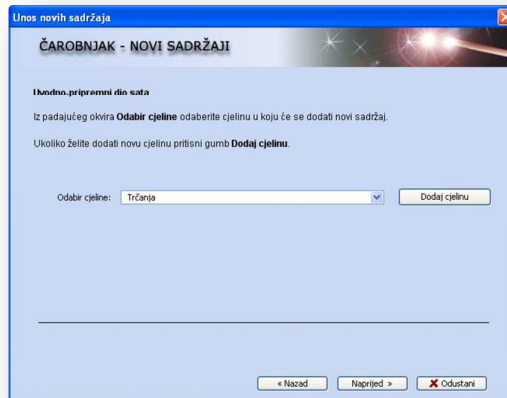 Unos novih sadržaja
ČAROBNJAK - NOVI SADRŽAJI
Uvodno-pripremni dio sata
Iz padajućeg okvira Odabir cjeline odaberite cjelinu u koju će se dodati novi sadržaj.
Ukoliko želite dodati novu cjelinu pritisni gumb Dodaj cjelinu.
Odabir cjeline: Trčanja Dodaj cjelinu
« Nazad Naprijed » Odustani